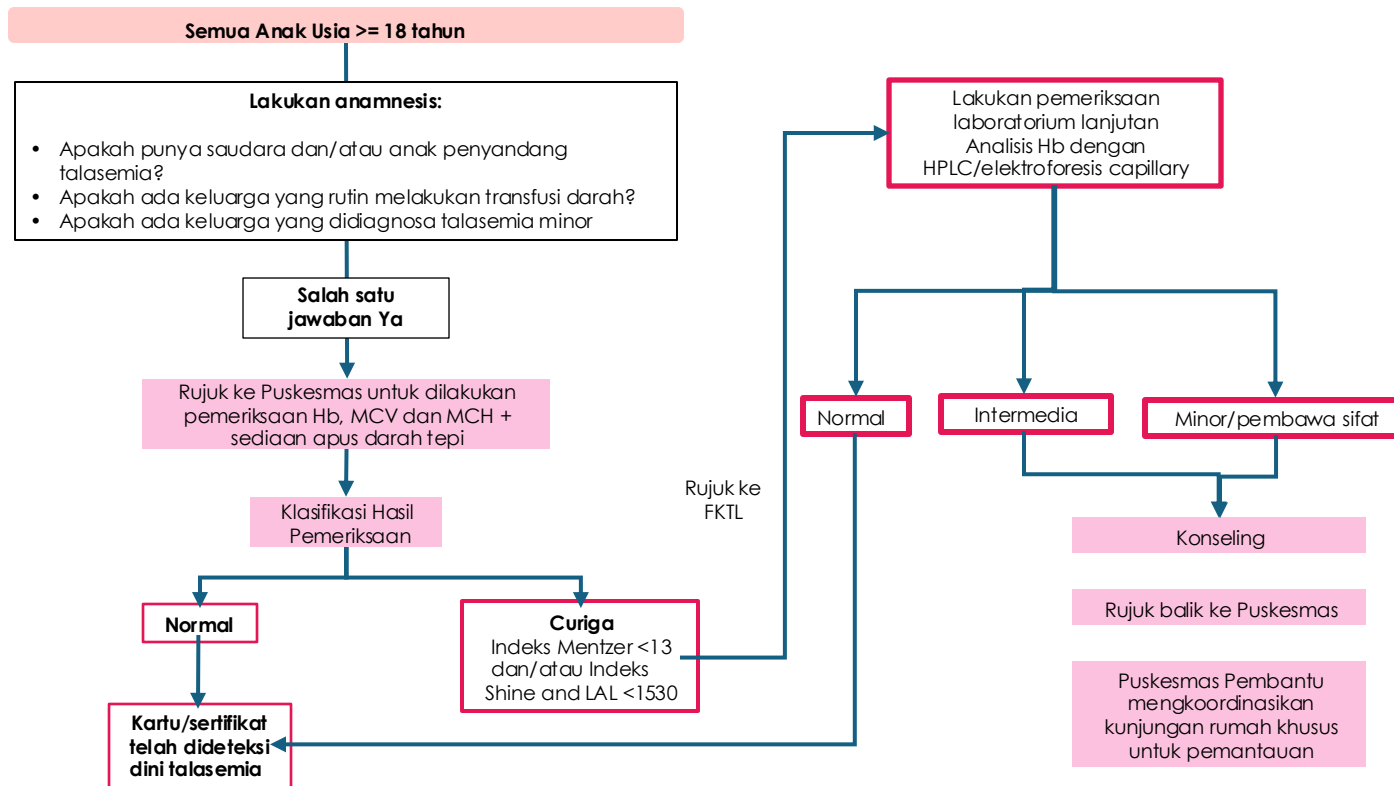 Semua Anak Usia >= 18 tahun
Lakukan anamnesis:
• Apakah punya saudara dan/atau anak penyandang
talasemia?
• Apakah ada keluarga yang rutin melakukan transfusi darah?
• Apakah ada keluarga yang didiagnosa talasemia minor
Salah satu
jawaban Ya
Rujuk ke Puskesmas untuk dilakukan
pemeriksaan Hb, MCV dan MCH +
sediaan apus darah tepi
Klasifikasi Hasil
Pemeriksaan
Normal
Curiga
Indeks Mentzer <13
dan/atau Indeks
Shine and LAL <1530
Kartu/sertifikat
telah dideteksi
dini talasemia
Rujuk ke
FKTL
Lakukan pemeriksaan
laboratorium lanjutan
Analisis Hb dengan
HPLC/elektroforesis capillary
Normal
Intermedia
Minor/pembawa sifat
Konseling
Rujuk balik ke Puskesmas
Puskesmas Pembantu
mengkoordinasikan
kunjungan rumah khusus
untuk pemantauan